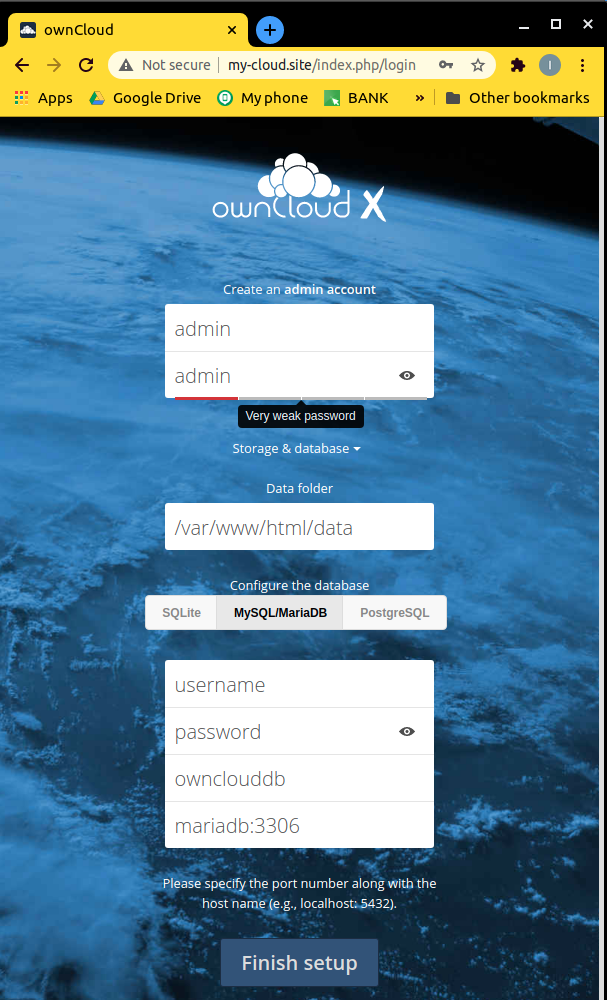 ownCloud
Not secure my-cloud.site/index.php/login I
Apps Google Drive My phone BANK » Other bookmarks
ownCloud X
Create an admin account
admin
admin
Very weak password
Storage & database
Data folder
/var/www/html/data
Configure the database
SQLite MySQL/MariaDB PostgreSQL
username
password
ownclouddb
mariadb:3306
Please specify the port number along with the
host name (e.g., localhost: 5432).
Finish setup